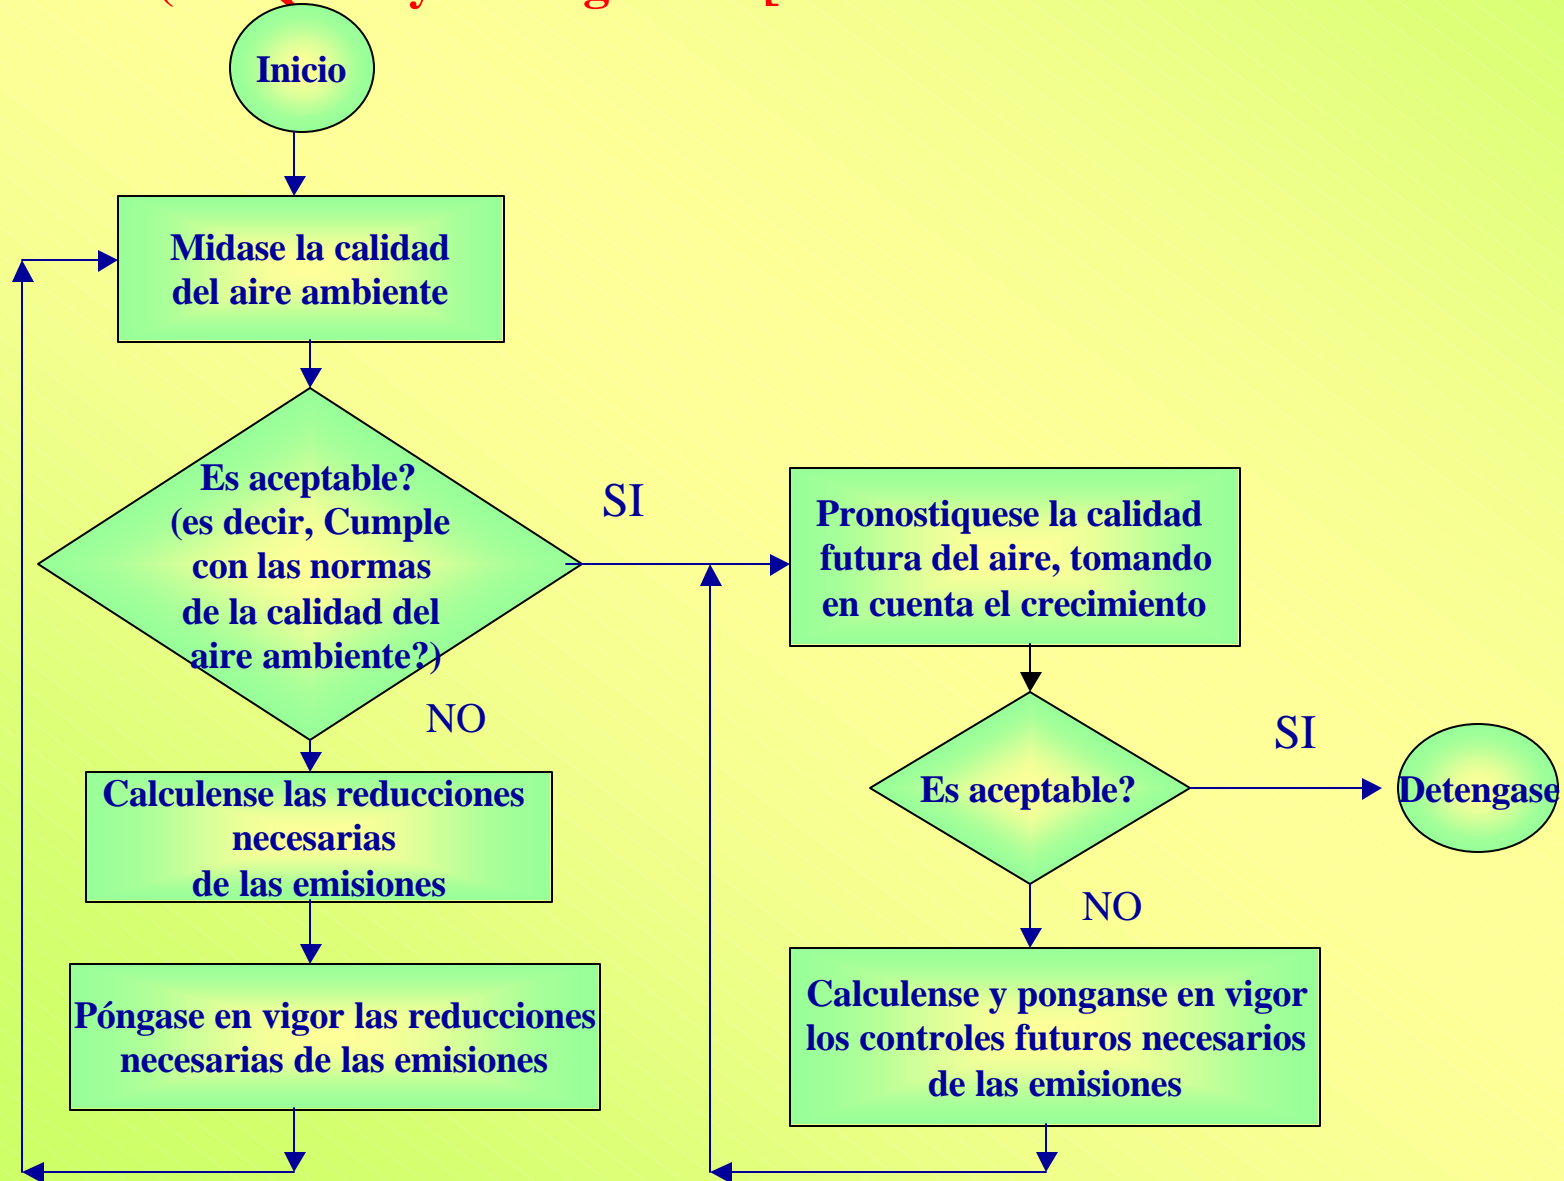 Inicio
Midase la calidad
del aire ambiente
Es aceptable?
(es decir, Cumple
con las normas
de la calidad del
aire ambiente?)
SI
NO
Calculense las reducciones
necesarias
de las emisiones
Póngase en vigor las reducciones
necesarias de las emisiones
Pronostiquese la calidad
futura del aire, tomando
en cuenta el crecimiento
Es aceptable?
SI
Detengase
NO
Calculense y ponganse en vigor
los controles futuros necesarios
de las emisiones